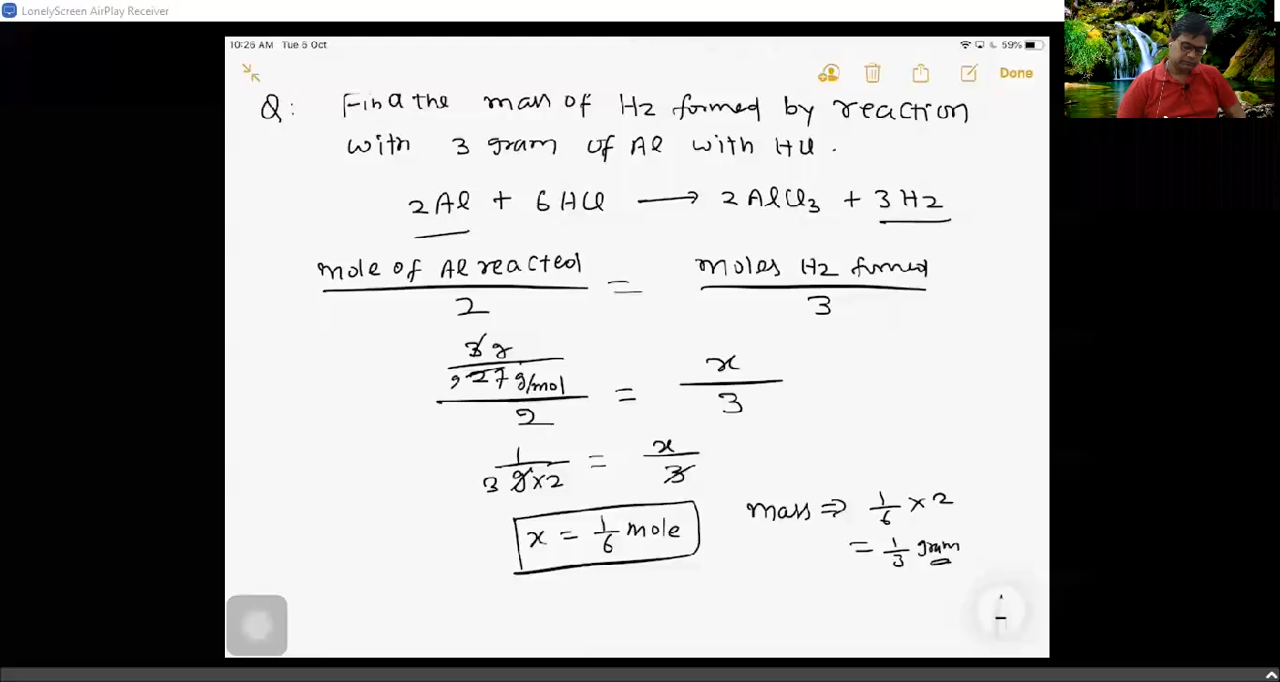 LonelyScreen AirPlay Receiver
10:26 AM Tue 5 Oct
59%
Done
Q: Find the mass of H2 formed by reaction
with 3 gram of Al with HCl.
2Al + 6HCl → 2AlCl3 + 3H2
mole of Al reacted / 2 = moles H2 formed / 3
3g / 9 27 g/mol / 2 = x / 3
1 / 3 9×2 = x / 3
x = 1/6 mole
mass ⇒ 1/6 × 2
= 1/3 gram